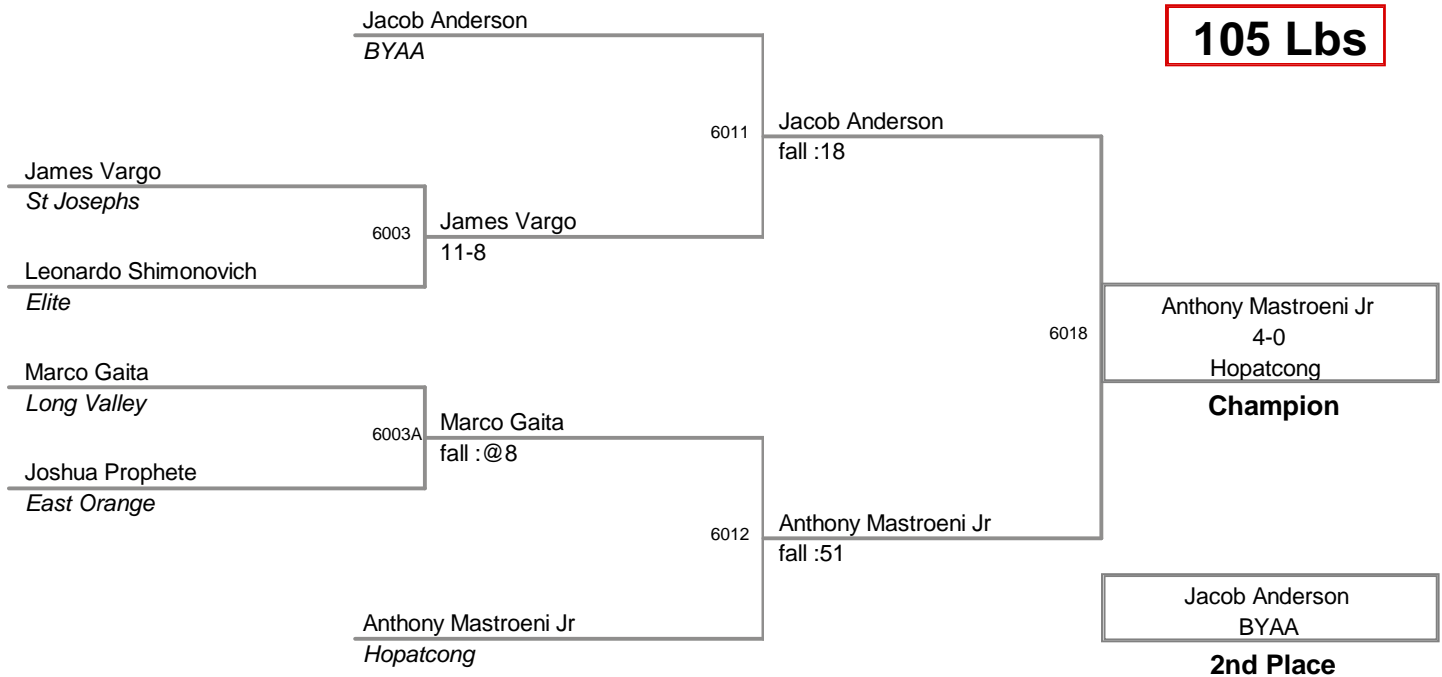 Jacob Anderson
BYAA
105 Lbs
6011
Jacob Anderson
fall :18
James Vargo
St Josephs
6003
James Vargo
11-8
Leonardo Shimonovich
Elite
6018
Anthony Mastroeni Jr
4-0
Hopatcong
Champion
Marco Gaita
Long Valley
6003A
Marco Gaita
fall :@8
Joshua Prophete
East Orange
6012
Anthony Mastroeni Jr
fall :51
Anthony Mastroeni Jr
Hopatcong
Jacob Anderson
BYAA
2nd Place